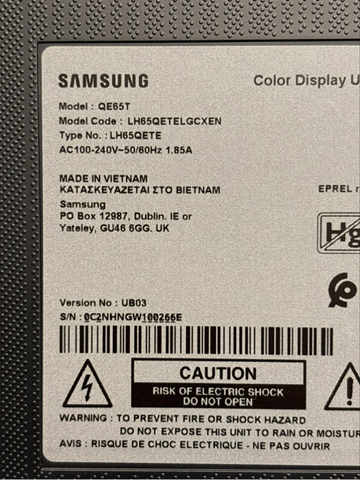 SAMSUNG
Color Display U
Model : QE65T
Model Code : LH65QETELGCXEN
Type No. : LH65QETE
AC100-240V~50/60Hz 1.85A
MADE IN VIETNAM
ΚΑΤΑΣΚΕΥΑΖΕΤΑΙ ΣΤΟ ΒΙΕΤΝΑΜ
EPREL r
Samsung
PO Box 12987, Dublin. IE or
Yateley, GU46 6GG. UK
Hg
Version No : UB03
S/N : 0C2NHNGW100266E
CAUTION
RISK OF ELECTRIC SHOCK
DO NOT OPEN
WARNING : TO PREVENT FIRE OR SHOCK HAZARD
DO NOT EXPOSE THIS UNIT TO RAIN OR MOISTUR
AVIS : RISQUE DE CHOC ELECTRIQUE - NE PAS OUVRIR